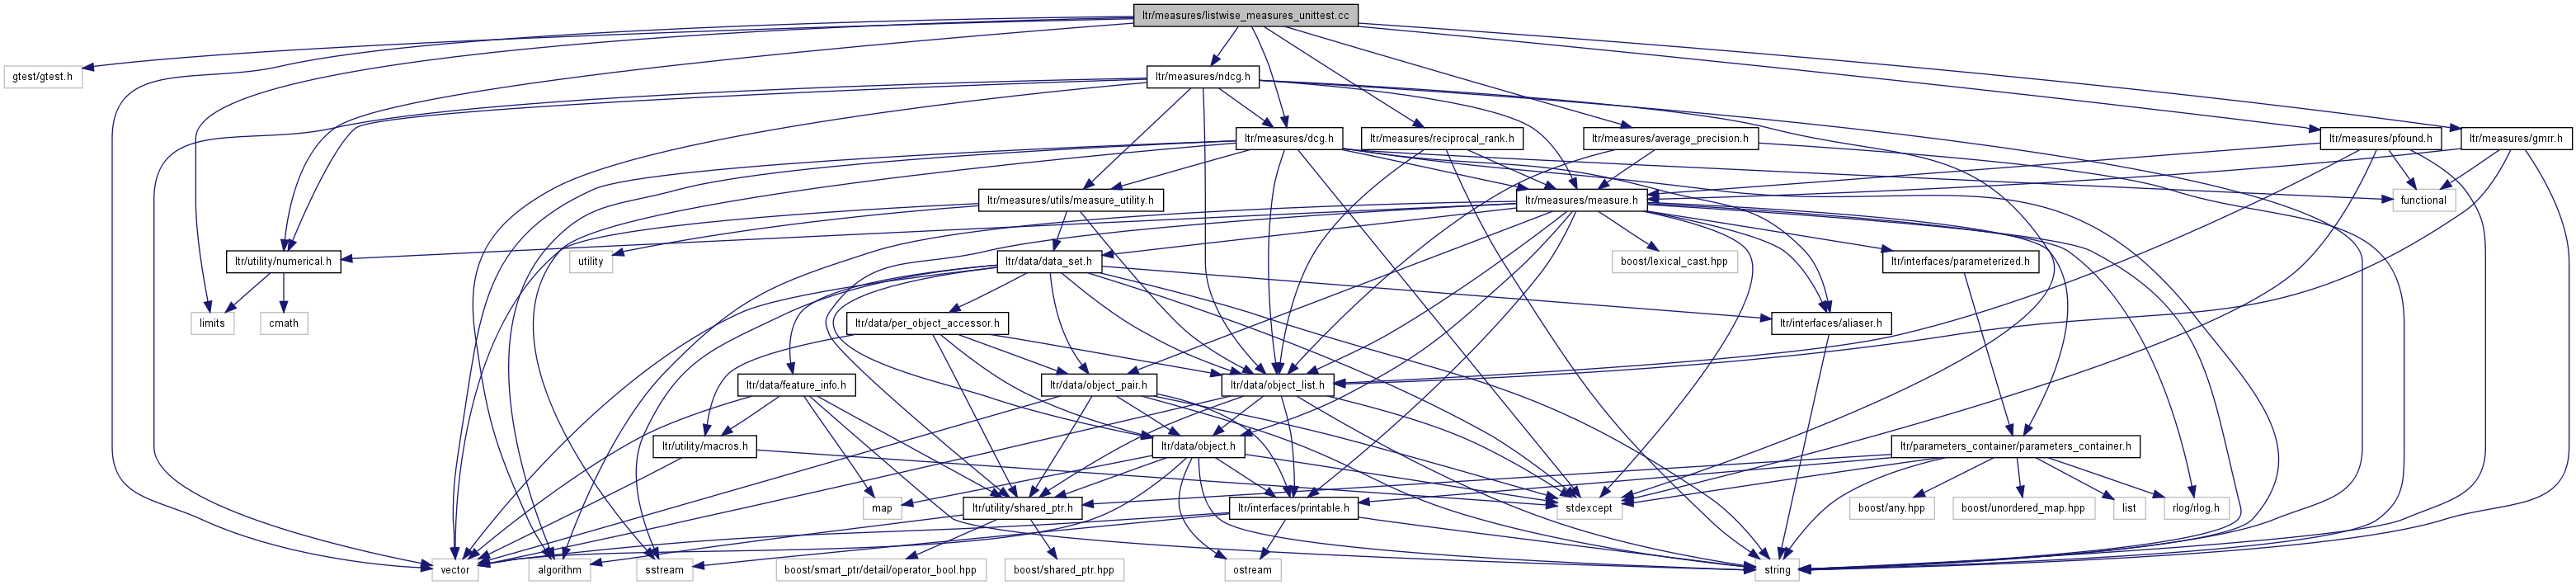 ltr/measures/listwise_measures_unittest.cc
gtest/gtest.h
ltr/measures/ndcg.h
ltr/measures/dcg.h
ltr/measures/reciprocal_rank.h
ltr/measures/average_precision.h
ltr/measures/pfound.h
ltr/measures/gmrr.h
ltr/measures/utils/measure_utility.h
ltr/measures/measure.h
functional
ltr/utility/numerical.h
utility
ltr/data/data_set.h
boost/lexical_cast.hpp
ltr/interfaces/parameterized.h
limits
cmath
ltr/data/per_object_accessor.h
ltr/interfaces/aliaser.h
ltr/data/feature_info.h
ltr/data/object_pair.h
ltr/data/object_list.h
ltr/utility/macros.h
ltr/data/object.h
ltr/parameters_container/parameters_container.h
map
ltr/utility/shared_ptr.h
ltr/interfaces/printable.h
stdexcept
boost/any.hpp
boost/unordered_map.hpp
list
rlog/rlog.h
vector
algorithm
sstream
boost/smart_ptr/detail/operator_bool.hpp
boost/shared_ptr.hpp
ostream
string